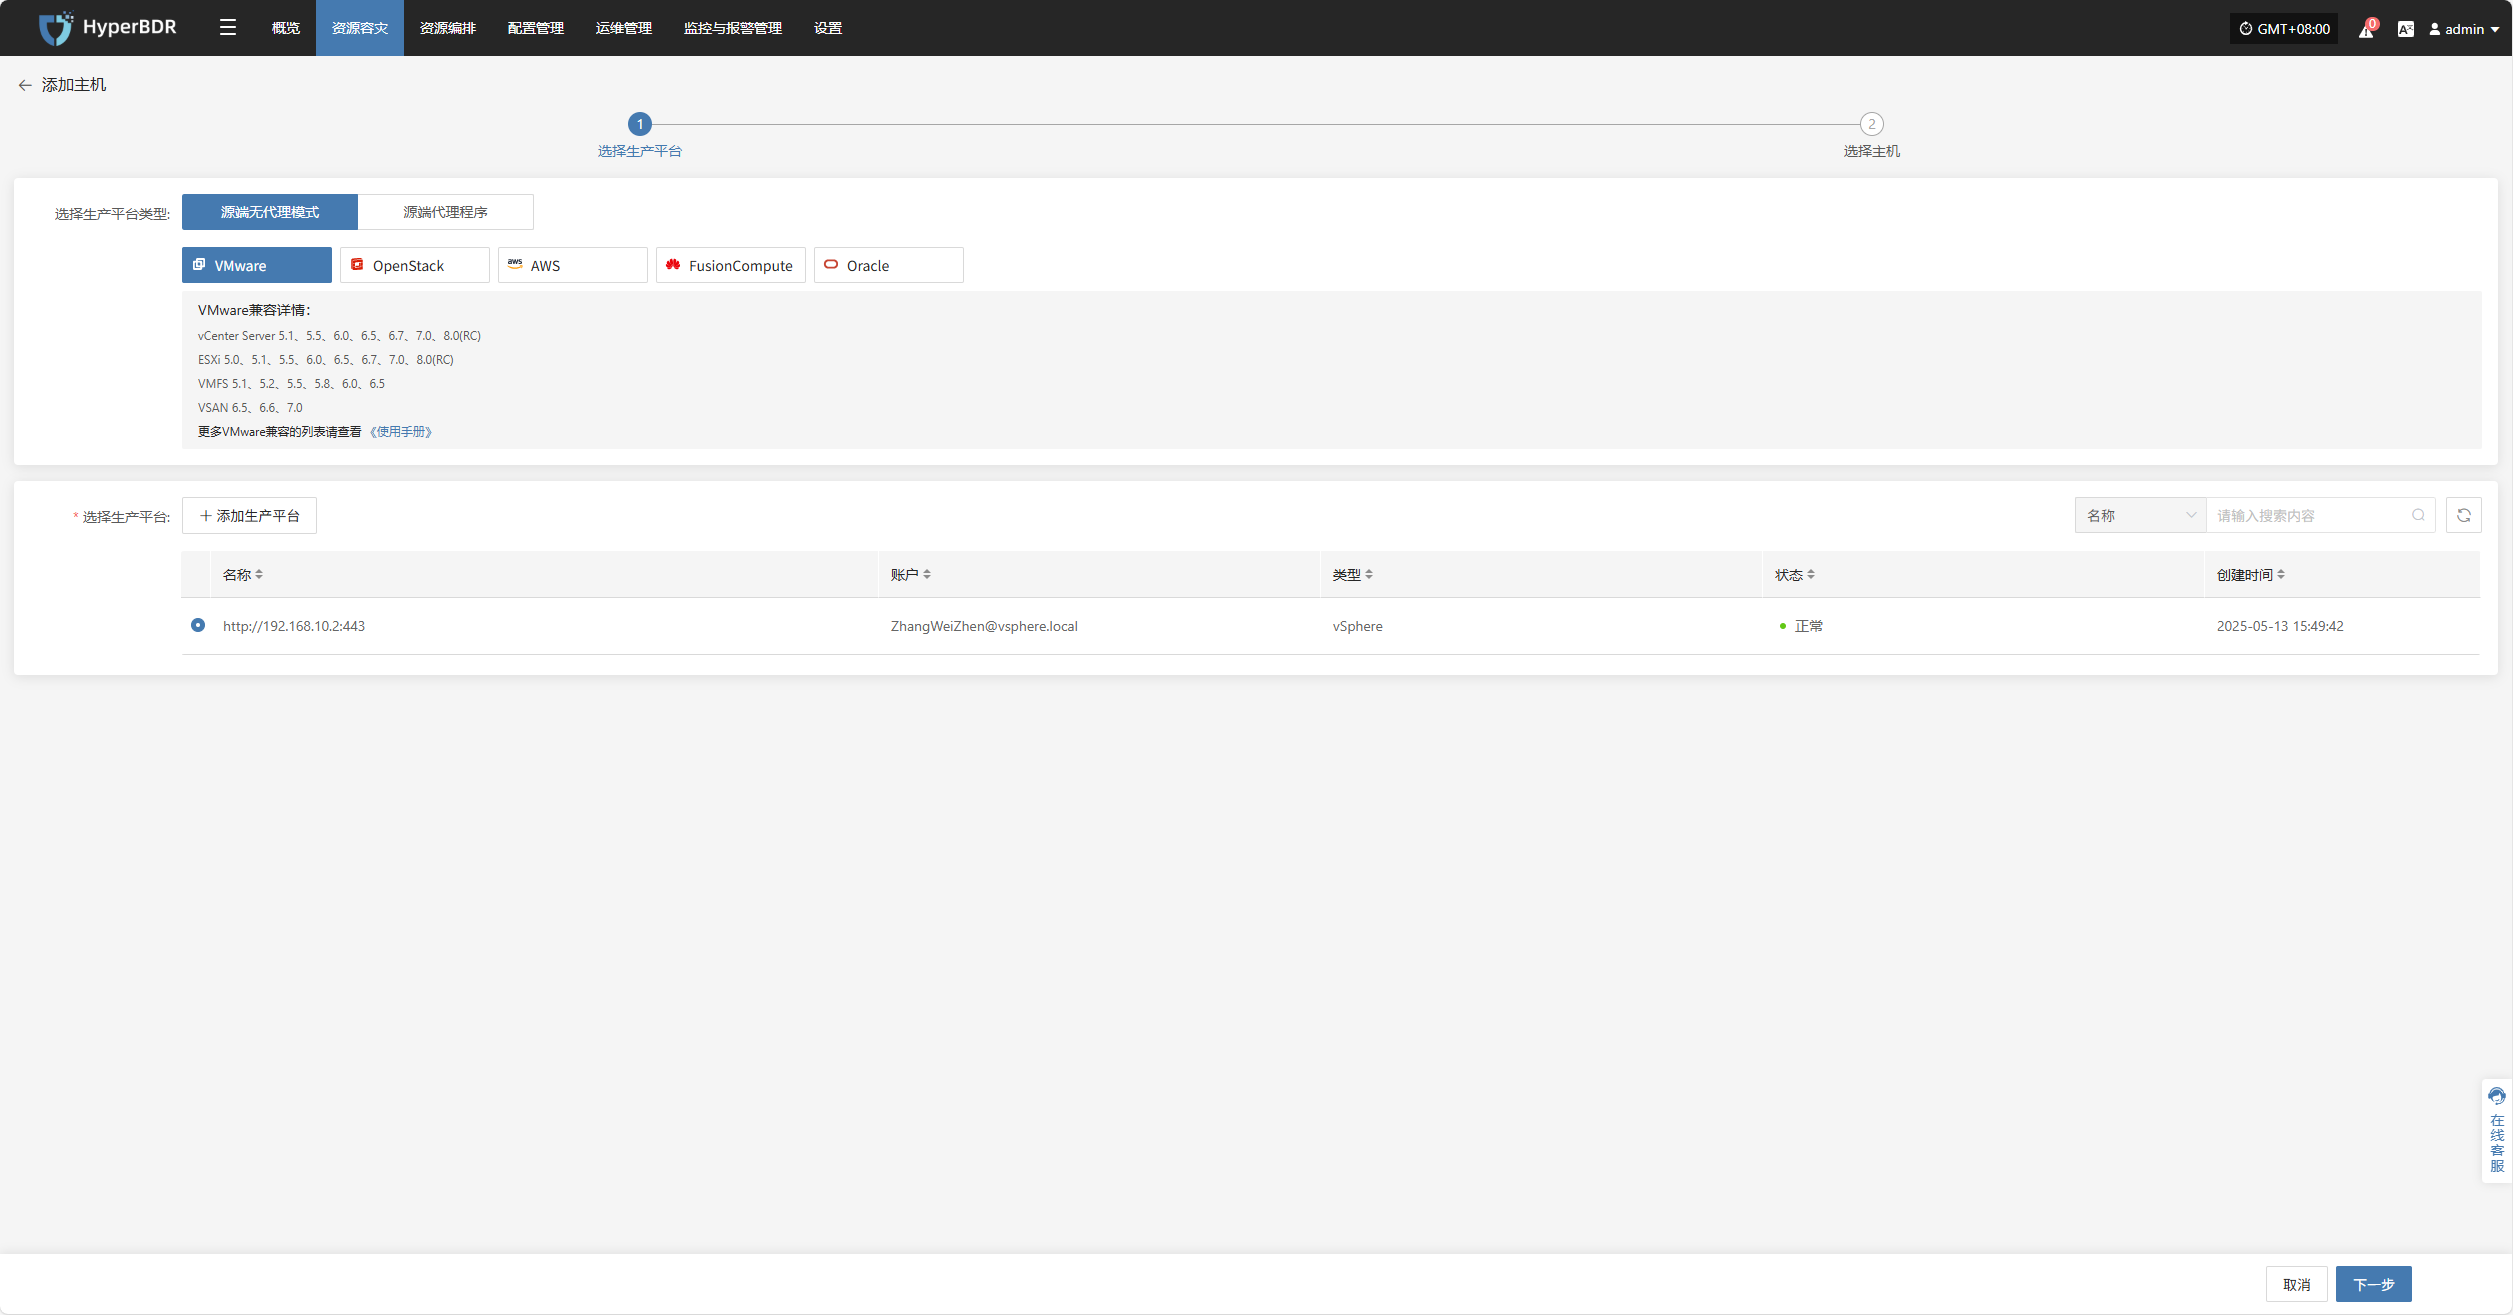 HyperBDR 概览 资源容灾 资源编排 配置管理 运维管理 监控与报警管理 设置 GMT+08:00 0 admin
添加主机
1 2
选择生产平台 选择主机
选择生产平台类型: 源端无代理模式 源端代理程序
VMware OpenStack aws AWS FusionCompute Oracle
VMware兼容详情：
vCenter Server 5.1、5.5、6.0、6.5、6.7、7.0、8.0(RC)
ESXi 5.0、5.1、5.5、6.0、6.5、6.7、7.0、8.0(RC)
VMFS 5.1、5.2、5.5、5.8、6.0、6.5
VSAN 6.5、6.6、7.0
更多VMware兼容的列表请查看 《使用手册》
* 选择生产平台: + 添加生产平台 名称 请输入搜索内容
名称 账户 类型 状态 创建时间
http://192.168.10.2:443 ZhangWeiZhen@vsphere.local vSphere 正常 2025-05-13 15:49:42
在线客服
取消 下一步